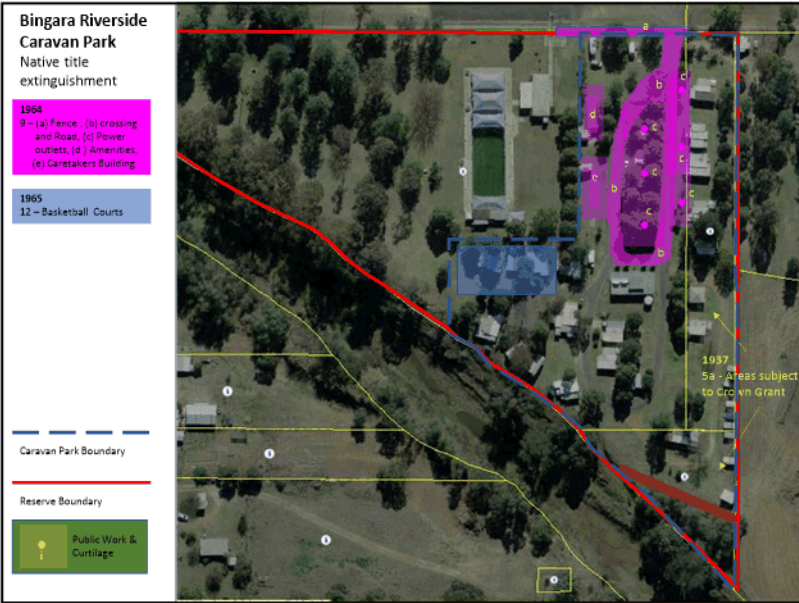 Bingara Riverside
Caravan Park
Native title
extinguishment
1964
9 – (a) Fence , (b) crossing
and Road, (c) Power
outlets, (d ) Amenities,
(e) Caretakers Building
1965
12 – Basketball Courts
Caravan Park Boundary
Reserve Boundary
Public Work &
Curtilage
a
b
c
d
c
c
e
c
b
c
c
b
1937
5a - Areas subject
to Crown Grant